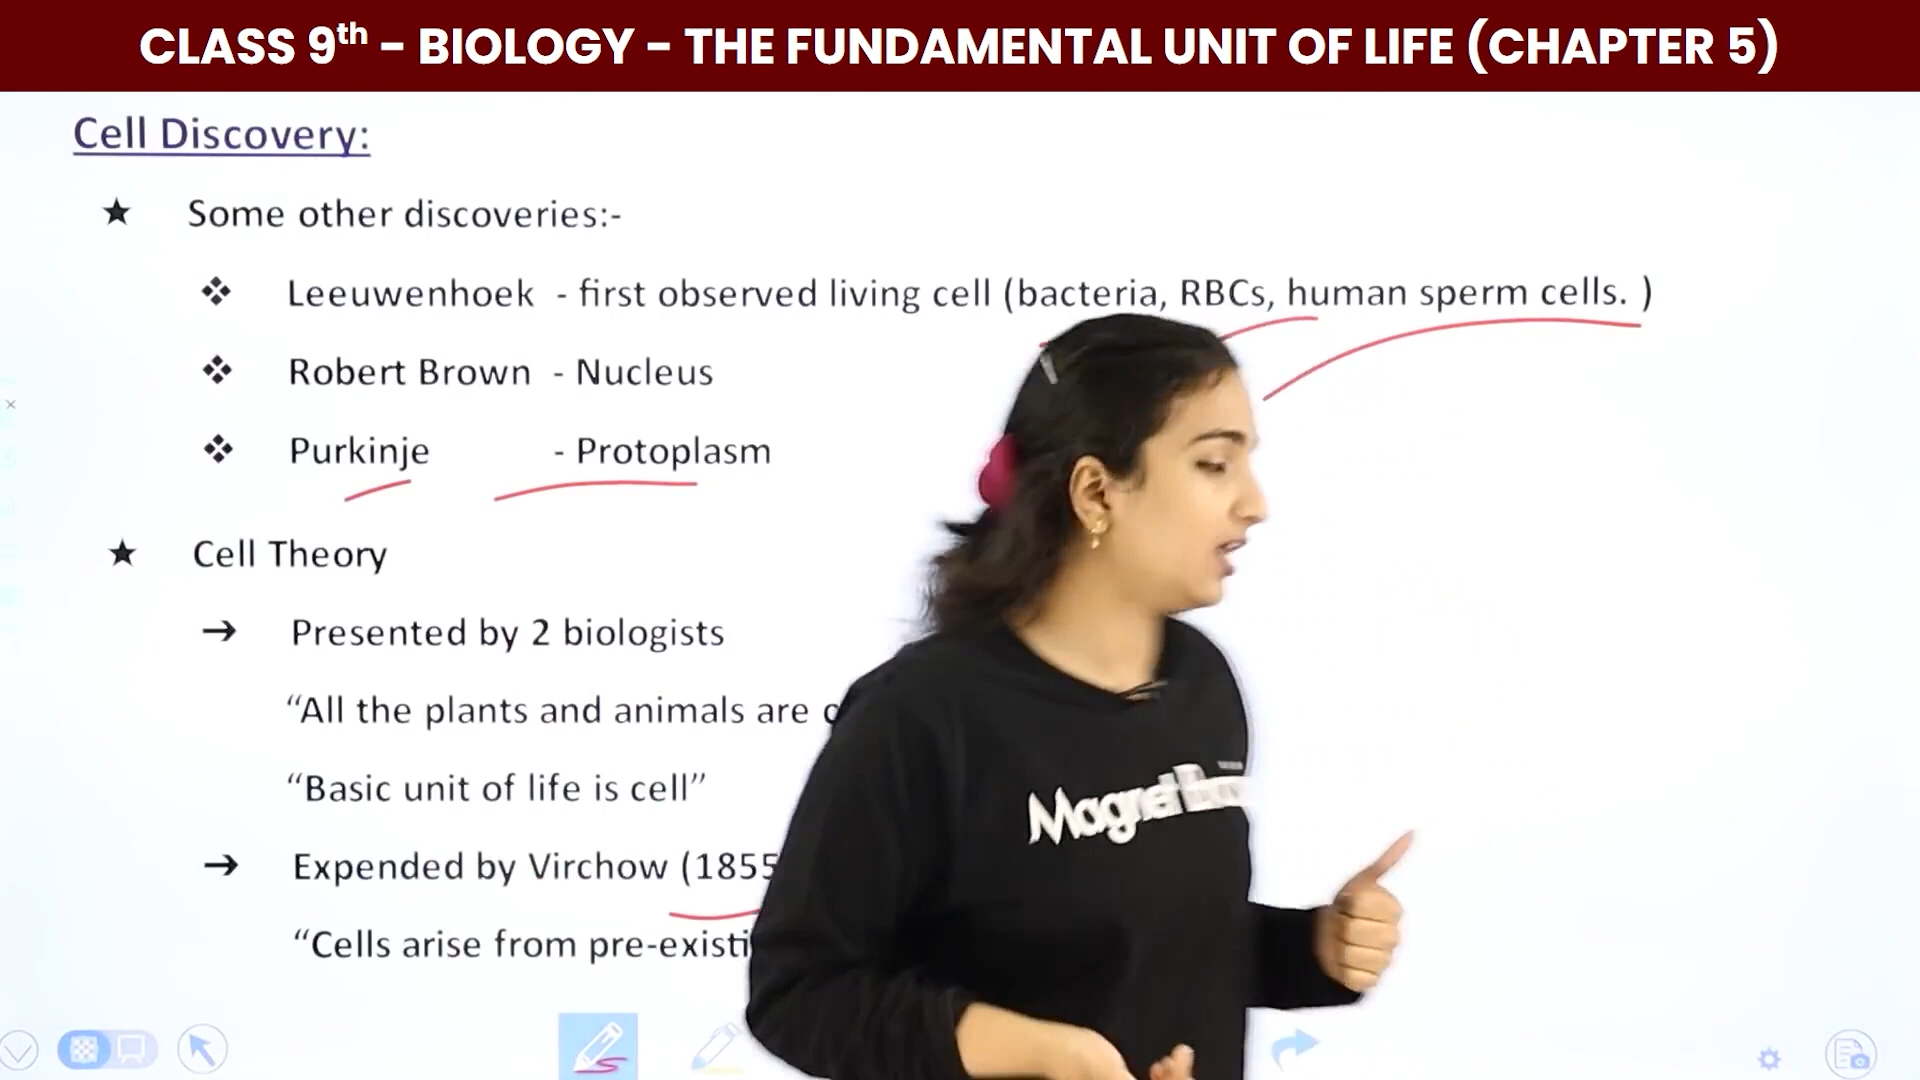 CLASS 9th – BIOLOGY – THE FUNDAMENTAL UNIT OF LIFE (CHAPTER 5)
Cell Discovery:
★ Some other discoveries:-
❖ Leeuwenhoek - first observed living cell (bacteria, RBCs, human sperm cells. )
❖ Robert Brown - Nucleus
❖ Purkinje - Protoplasm
★ Cell Theory
→ Presented by 2 biologists
“All the plants and animals are
“Basic unit of life is cell”
→ Expended by Virchow (1855
“Cells arise from
Magnet